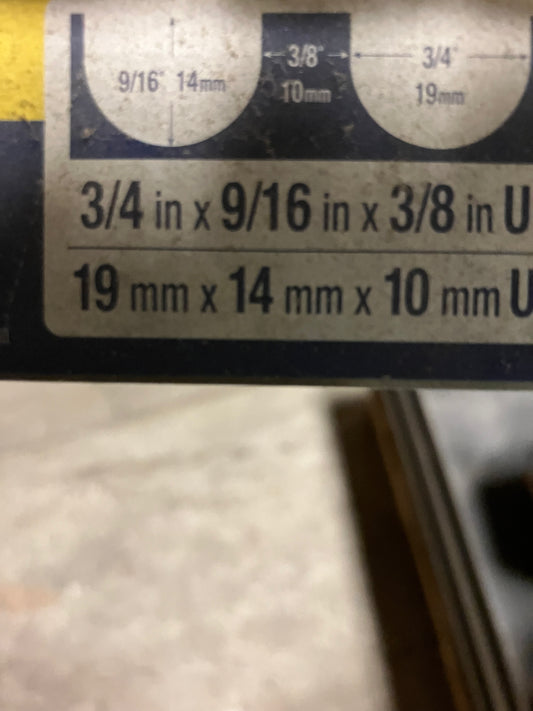 3/8" 3/4"
9/16" 14mm 10mm 19mm
3/4 in x 9/16 in x 3/8 in U
19 mm x 14 mm x 10 mm U